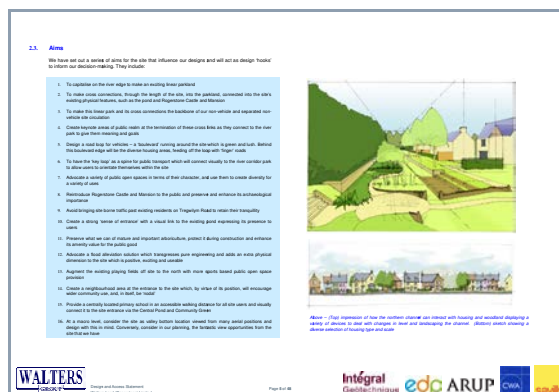 2.3. Aims
We have set out a series of aims for the site that influence our designs and will act as design 'hooks'
to inform our decision-making. They include:
1. To capitalise on the river edge to make an existing linear parkland
2. To make cross connections, through the length of the site, into the parkland, connected into the site's
existing physical features, such as the pond and Rogerstone Castle and Mansion
3. To make this linear park and its cross connections the backbone of our non-vehicle and separated non-
vehicle site circulation
4. Create keynote areas of public realm at the termination of these cross links as they connect to the river
park to give them meaning and goals
5. Design a road loop for vehicles – a 'boulevard' running around the site which is green and lush. Behind
this boulevard edge will be the diverse housing areas, feeding off the loop with 'finger' roads
6. To have the 'key loop' as a spine for public transport which will connect visually to the river corridor park
to allow users to orientate themselves within the site
7. Advocate a variety of public open spaces in terms of their character, and use them to create diversity for
a variety of users
8. Reintroduce Rogerstone Castle and Mansion to the public and preserve and enhance its archaeological
importance
9. Avoid bringing site borne traffic past existing residents on Tregwilym Road to retain their tranquility
10. Create a strong 'sense of entrance' with a visual link to the existing pond expressing its presence to
users
11. Preserve what we can of mature and important arboriculture, protect it during construction and enhance
its amenity value for the public good
12. Advocate a flood alleviation solution which transgresses pure engineering and adds an extra physical
dimension to the site which is positive, exciting and useable
13. Augment the existing playing fields off site to the north with more sports based public open space
provision
14. Create a neighbourhood area at the entrance to the site which, by virtue of its position, will encourage
wider community use, and, in itself, be 'nodal'
15. Provide a centrally located primary school in an accessible walking distance for all site users and visually
connect it to the site entrance via the Central Pond and Community Green
16. At a macro level, consider the site as valley bottom location viewed from many aerial positions and
design with this in mind. Conversely, consider in our planning, the fantastic view opportunities from the
site that we have
Above – (Top) Impression of how the northern channel can interact with housing and woodland displaying a
variety of devices to deal with changes in level and landscaping the channel. (Bottom) sketch showing a
diverse selection of housing type and scale
WALTERS
GROUP
Design and Access Statement
Page 9 of 48
Intégral
Géotechnique
edc
ARUP
CWA